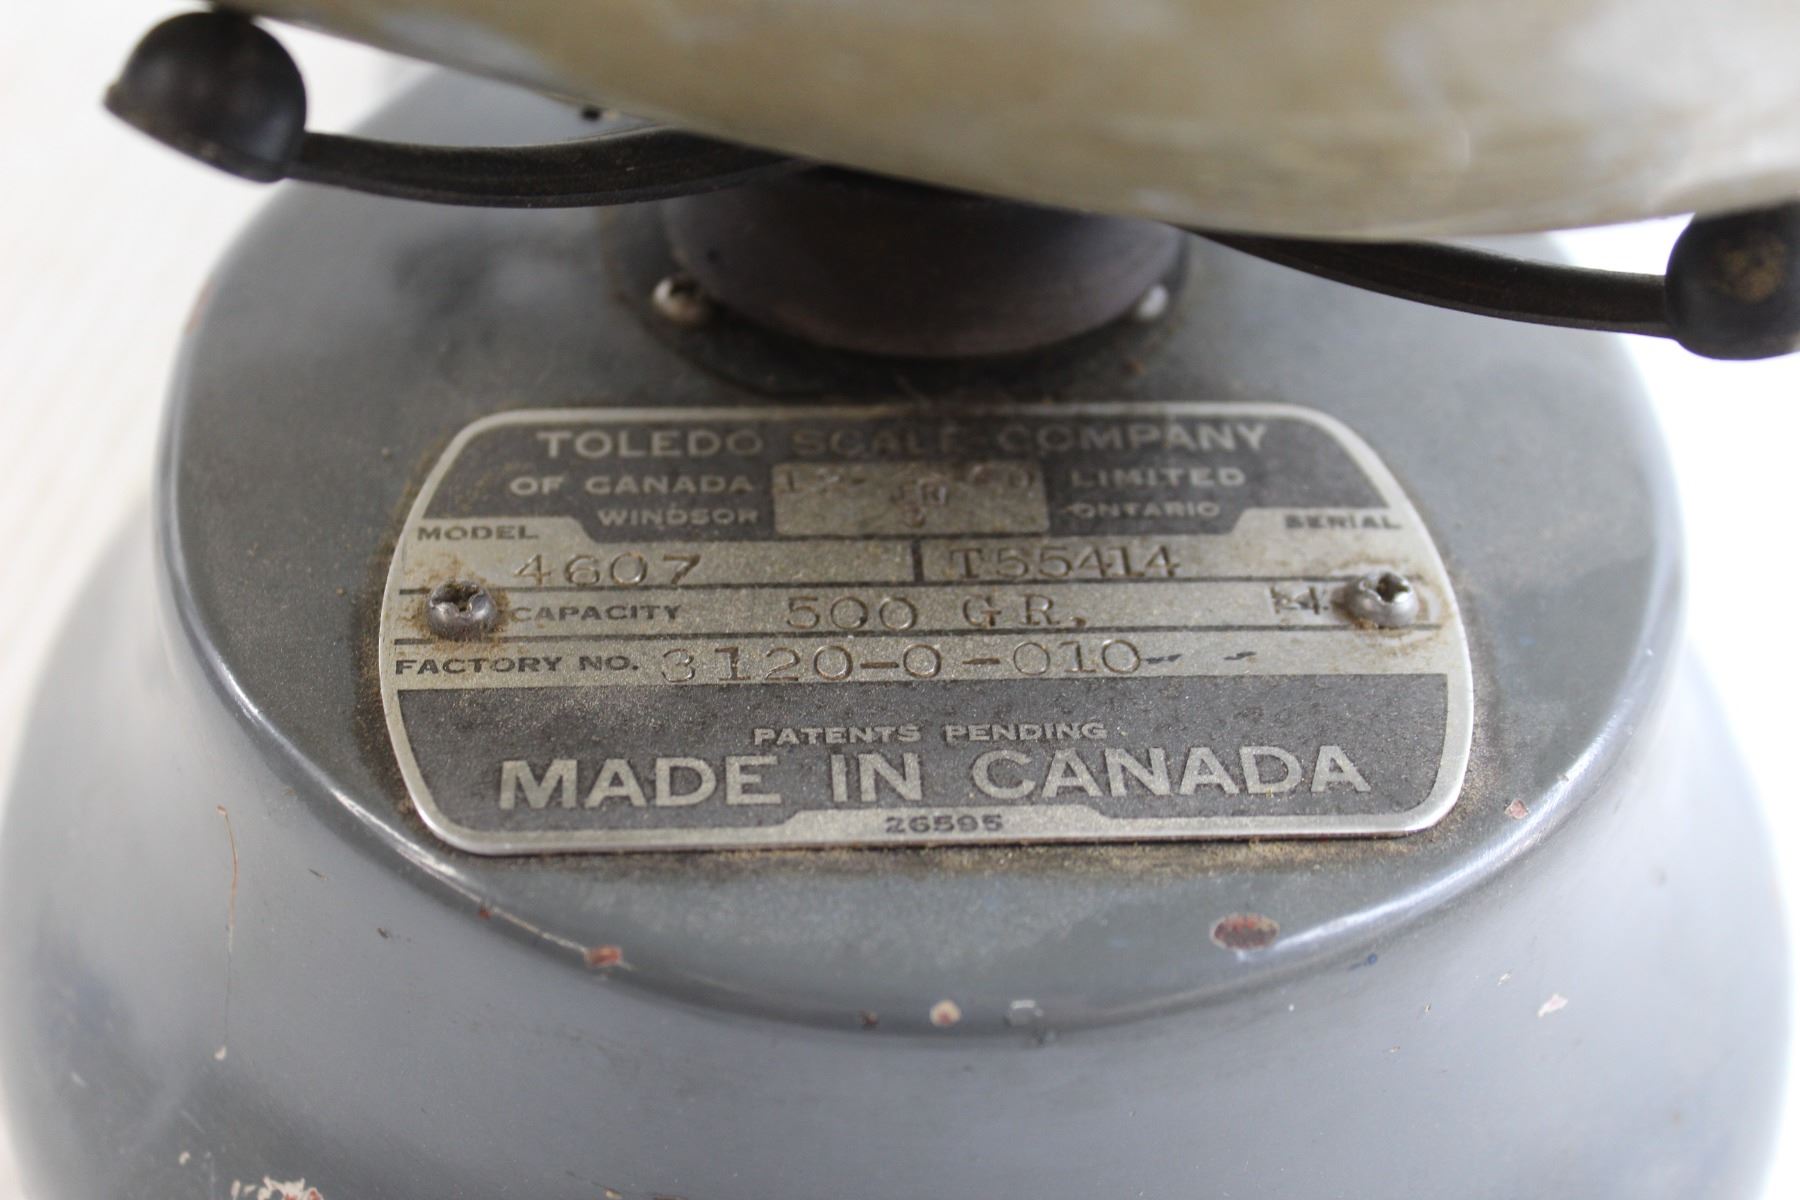 TOLEDO SCALE COMPANY
OF CANADA LIMITED
WINDSOR ONTARIO
MODEL SERIAL
4607 T55414
CAPACITY 500 GR.
FACTORY NO. 3120-0-010-
PATENTS PENDING
MADE IN CANADA
26595